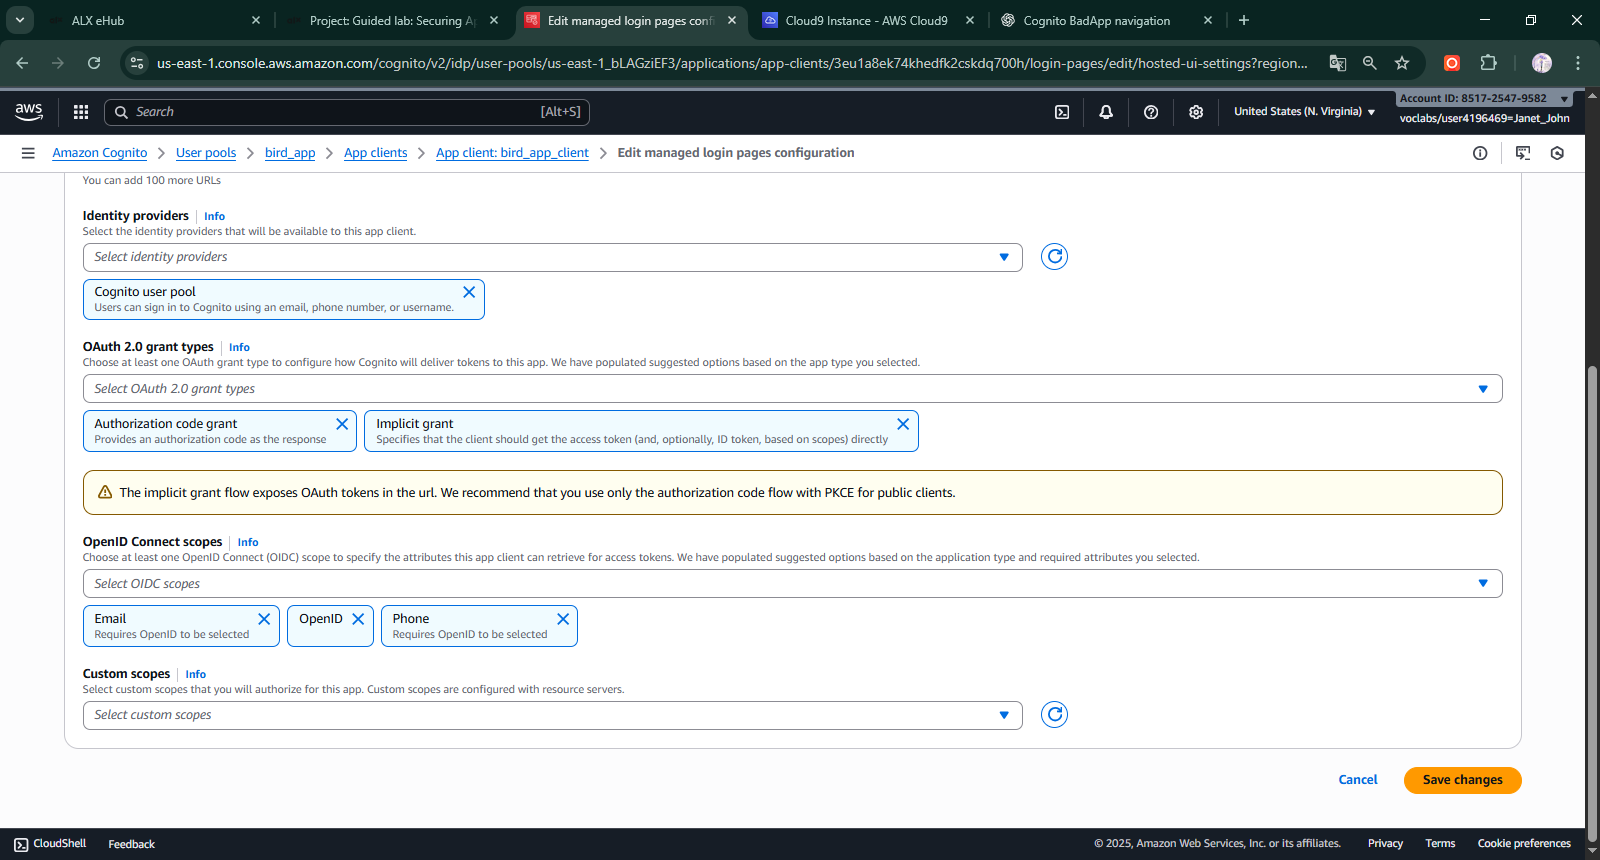 ALX eHub
Project: Guided lab: Securing A
Edit managed login pages confi
Cloud9 Instance - AWS Cloud9
Cognito BadApp navigation
us-east-1.console.aws.amazon.com/cognito/v2/idp/user-pools/us-east-1_bLAGziEF3/applications/app-clients/3eu1a8ek74khedfk2cskdq700h/login-pages/edit/hosted-ui-settings?region...
aws
Search
[Alt+S]
United States (N. Virginia)
Account ID: 8517-2547-9582
voclabs/user4196469=Janet_John
Amazon Cognito
User pools
bird_app
App clients
App client: bird_app_client
Edit managed login pages configuration
You can add 100 more URLs
Identity providers
Info
Select the identity providers that will be available to this app client.
Select identity providers
Cognito user pool
Users can sign in to Cognito using an email, phone number, or username.
OAuth 2.0 grant types
Info
Choose at least one OAuth grant type to configure how Cognito will deliver tokens to this app. We have populated suggested options based on the app type you selected.
Select OAuth 2.0 grant types
Authorization code grant
Provides an authorization code as the response
Implicit grant
Specifies that the client should get the access token (and, optionally, ID token, based on scopes) directly
The implicit grant flow exposes OAuth tokens in the url. We recommend that you use only the authorization code flow with PKCE for public clients.
OpenID Connect scopes
Info
Choose at least one OpenID Connect (OIDC) scope to specify the attributes this app client can retrieve for access tokens. We have populated suggested options based on the application type and required attributes you selected.
Select OIDC scopes
Email
Requires OpenID to be selected
OpenID
Phone
Requires OpenID to be selected
Custom scopes
Info
Select custom scopes that you will authorize for this app. Custom scopes are configured with resource servers.
Select custom scopes
Cancel
Save changes
CloudShell
Feedback
© 2025, Amazon Web Services, Inc. or its affiliates.
Privacy
Terms
Cookie preferences